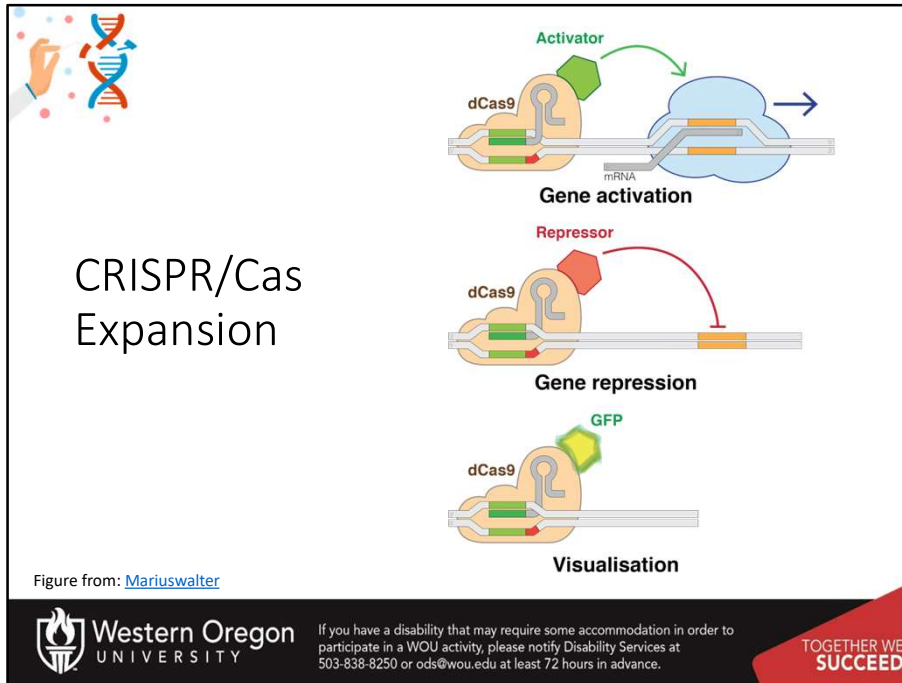 CRISPR/Cas
Expansion
Activator
dCas9
mRNA
Gene activation
Repressor
dCas9
Gene repression
GFP
dCas9
Visualisation
Figure from: Mariuswalter
Western Oregon
UNIVERSITY
If you have a disability that may require some accommodation in order to
participate in a WOU activity, please notify Disability Services at
503-838-8250 or ods@wou.edu at least 72 hours in advance.
TOGETHER WE
SUCCEED